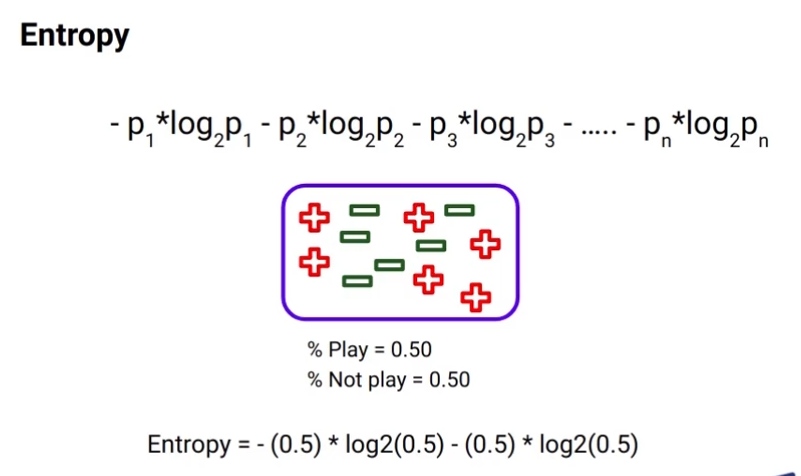 Entropy
- p₁*log₂p₁ - p₂*log₂p₂ - p₃*log₂p₃ - ..... - pₙ*log₂pₙ
% Play = 0.50
% Not play = 0.50
Entropy = - (0.5) * log2(0.5) - (0.5) * log2(0.5)